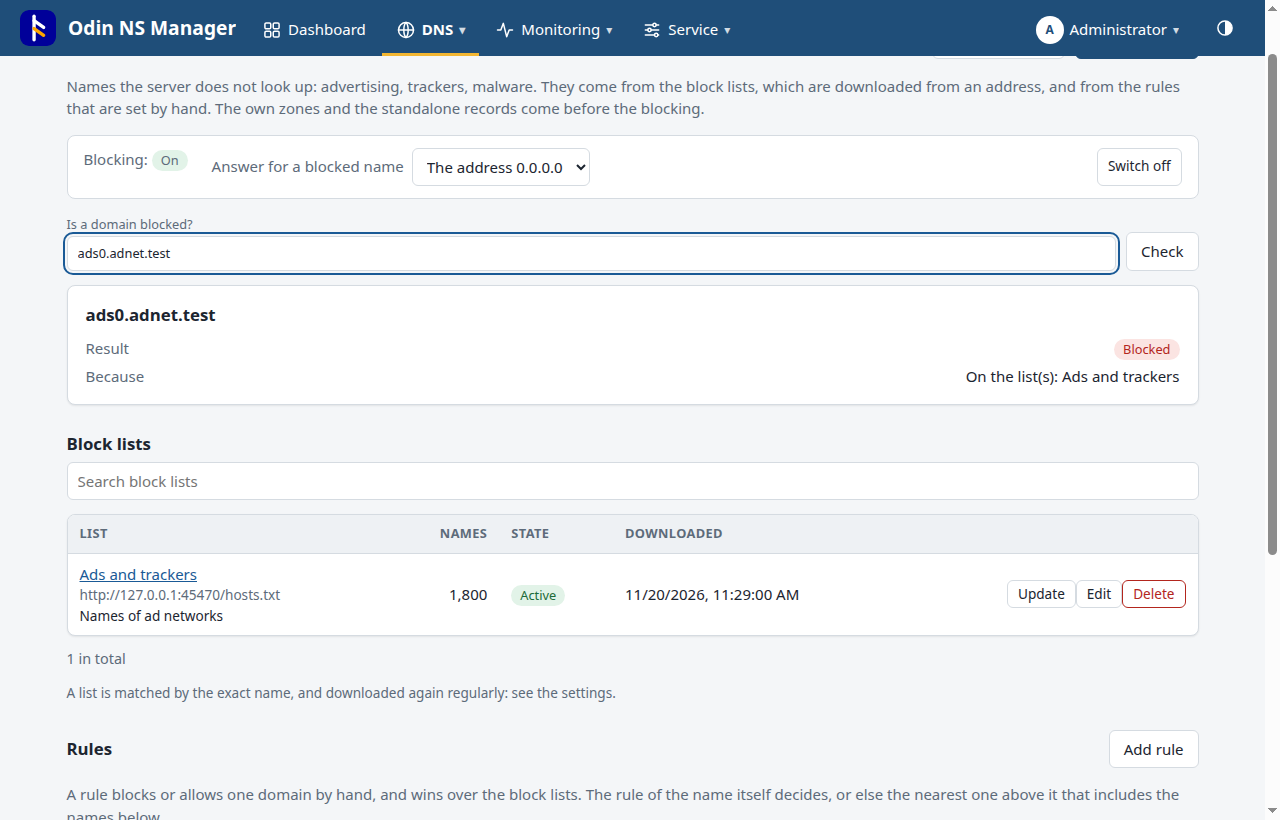 Odin NS Manager
Dashboard
DNS ▾
Monitoring ▾
Service ▾
A
Administrator ▾
Names the server does not look up: advertising, trackers, malware. They come from the block lists, which are downloaded from an address, and from the rules
that are set by hand. The own zones and the standalone records come before the blocking.
Blocking: On
Answer for a blocked name
The address 0.0.0.0
Switch off
Is a domain blocked?
ads0.adnet.test
Check
ads0.adnet.test
Result
Blocked
Because
On the list(s): Ads and trackers
Block lists
Search block lists
LIST
NAMES
STATE
DOWNLOADED
Ads and trackers
http://127.0.0.1:45470/hosts.txt
Names of ad networks
1,800
Active
11/20/2026, 11:29:00 AM
Update
Edit
Delete
1 in total
A list is matched by the exact name, and downloaded again regularly: see the settings.
Rules
Add rule
A rule blocks or allows one domain by hand, and wins over the block lists. The rule of the name itself decides, or else the nearest one above it that includes the
names below.